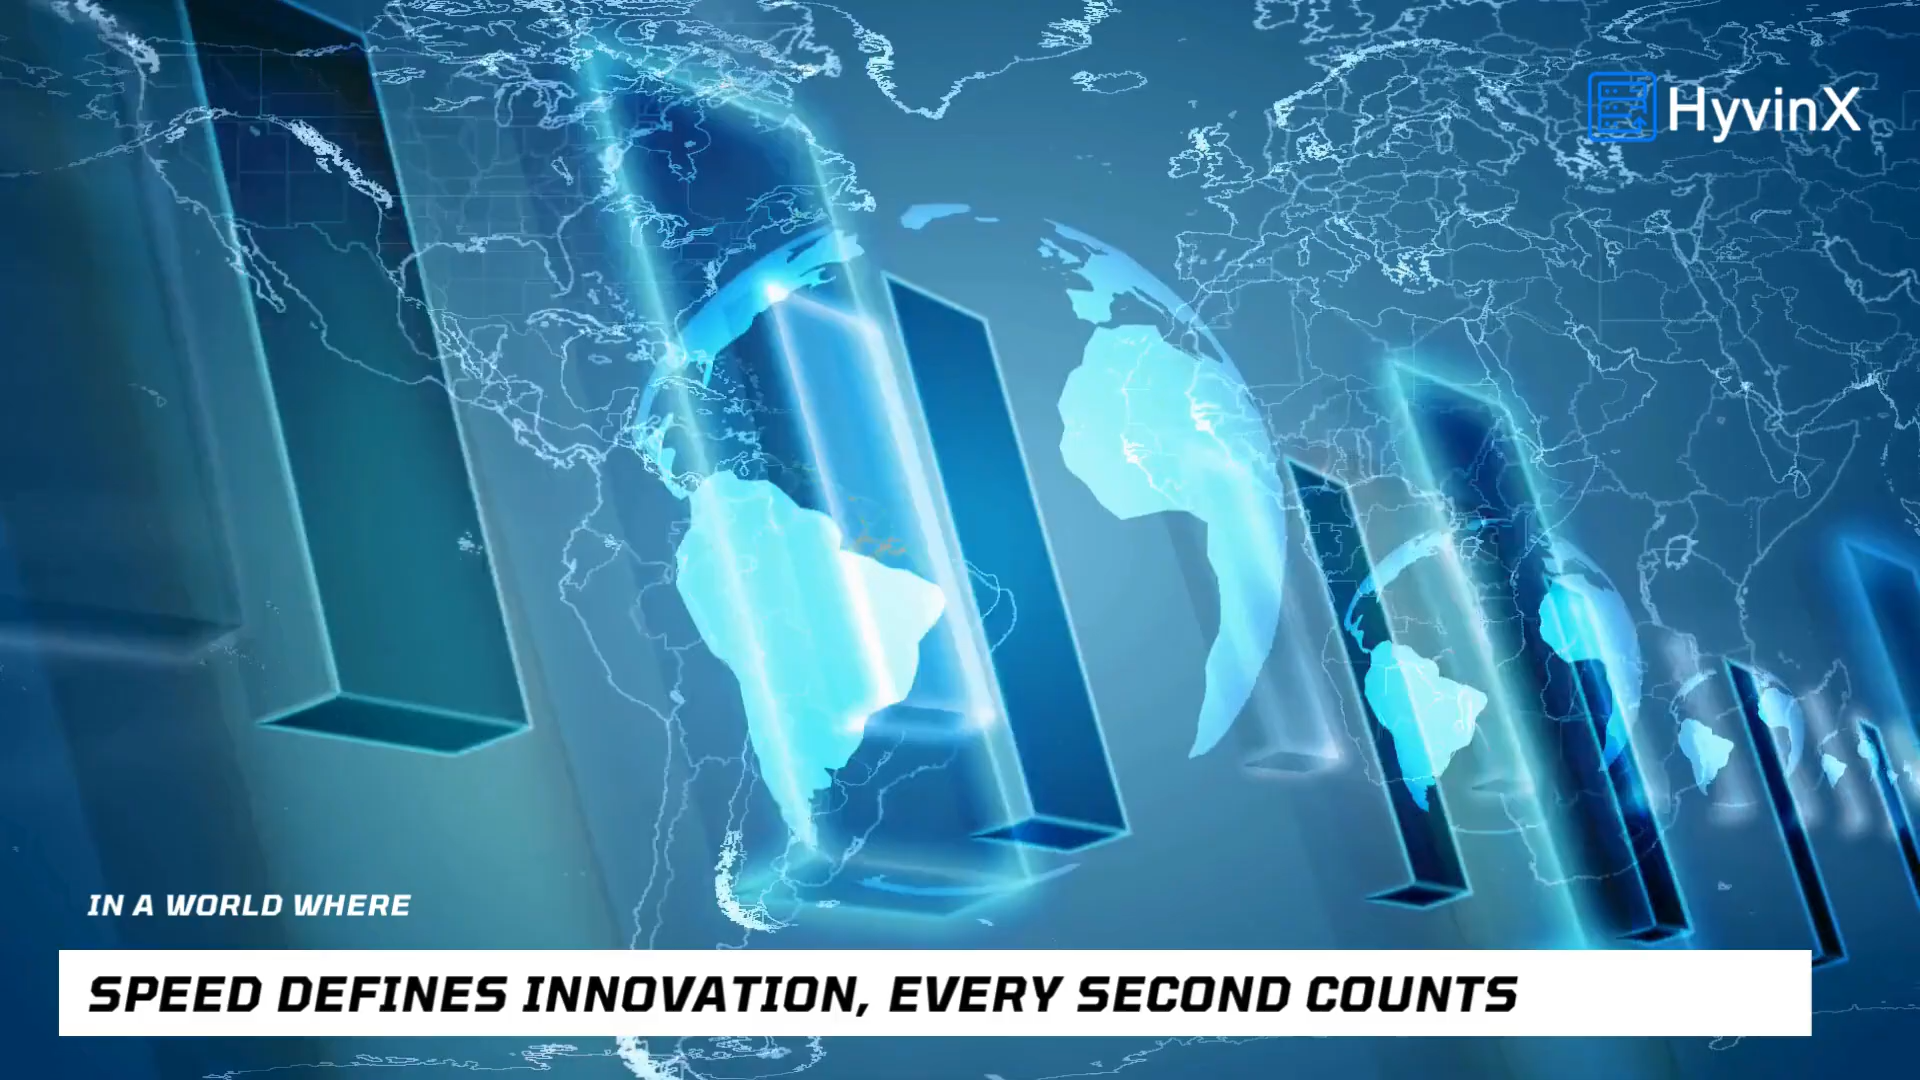 HyvinX
IN A WORLD WHERE
SPEED DEFINES INNOVATION, EVERY SECOND COUNTS